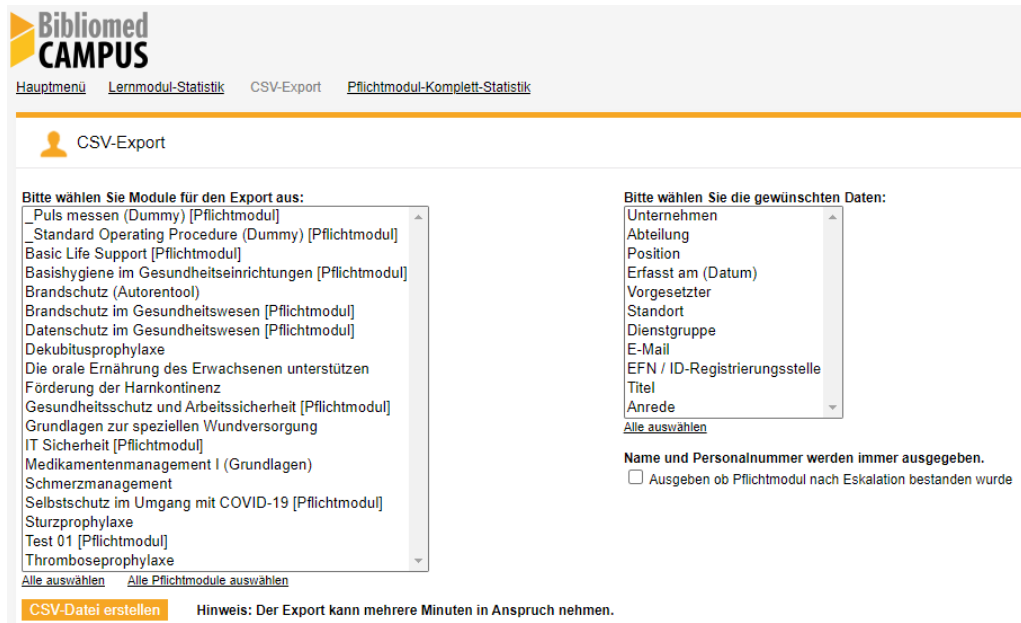 Bibliomed
CAMPUS
Hauptmenü Lernmodul-Statistik CSV-Export Pflichtmodul-Komplett-Statistik
CSV-Export
Bitte wählen Sie Module für den Export aus:
_Puls messen (Dummy) [Pflichtmodul]
_Standard Operating Procedure (Dummy) [Pflichtmodul]
Basic Life Support [Pflichtmodul]
Basishygiene im Gesundheitseinrichtungen [Pflichtmodul]
Brandschutz (Autorentool)
Brandschutz im Gesundheitswesen [Pflichtmodul]
Datenschutz im Gesundheitswesen [Pflichtmodul]
Dekubitusprophylaxe
Die orale Ernährung des Erwachsenen unterstützen
Förderung der Harnkontinenz
Gesundheitsschutz und Arbeitssicherheit [Pflichtmodul]
Grundlagen zur speziellen Wundversorgung
IT Sicherheit [Pflichtmodul]
Medikamentenmanagement I (Grundlagen)
Schmerzmanagement
Selbstschutz im Umgang mit COVID-19 [Pflichtmodul]
Sturzprophylaxe
Test 01 [Pflichtmodul]
Thromboseprophylaxe
Alle auswählen Alle Pflichtmodule auswählen
Bitte wählen Sie die gewünschten Daten:
Unternehmen
Abteilung
Position
Erfasst am (Datum)
Vorgesetzter
Standort
Dienstgruppe
E-Mail
EFN / ID-Registrierungsstelle
Titel
Anrede
Alle auswählen
Name und Personalnummer werden immer ausgegeben.
Ausgeben ob Pflichtmodul nach Eskalation bestanden wurde
CSV-Datei erstellen Hinweis: Der Export kann mehrere Minuten in Anspruch nehmen.